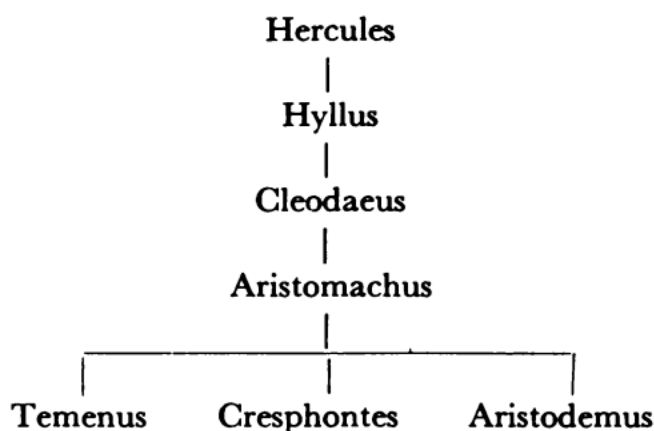 Hercules
Hyllus
Cleodaeus
Aristomachus
Temenus Cresphontes Aristodemus